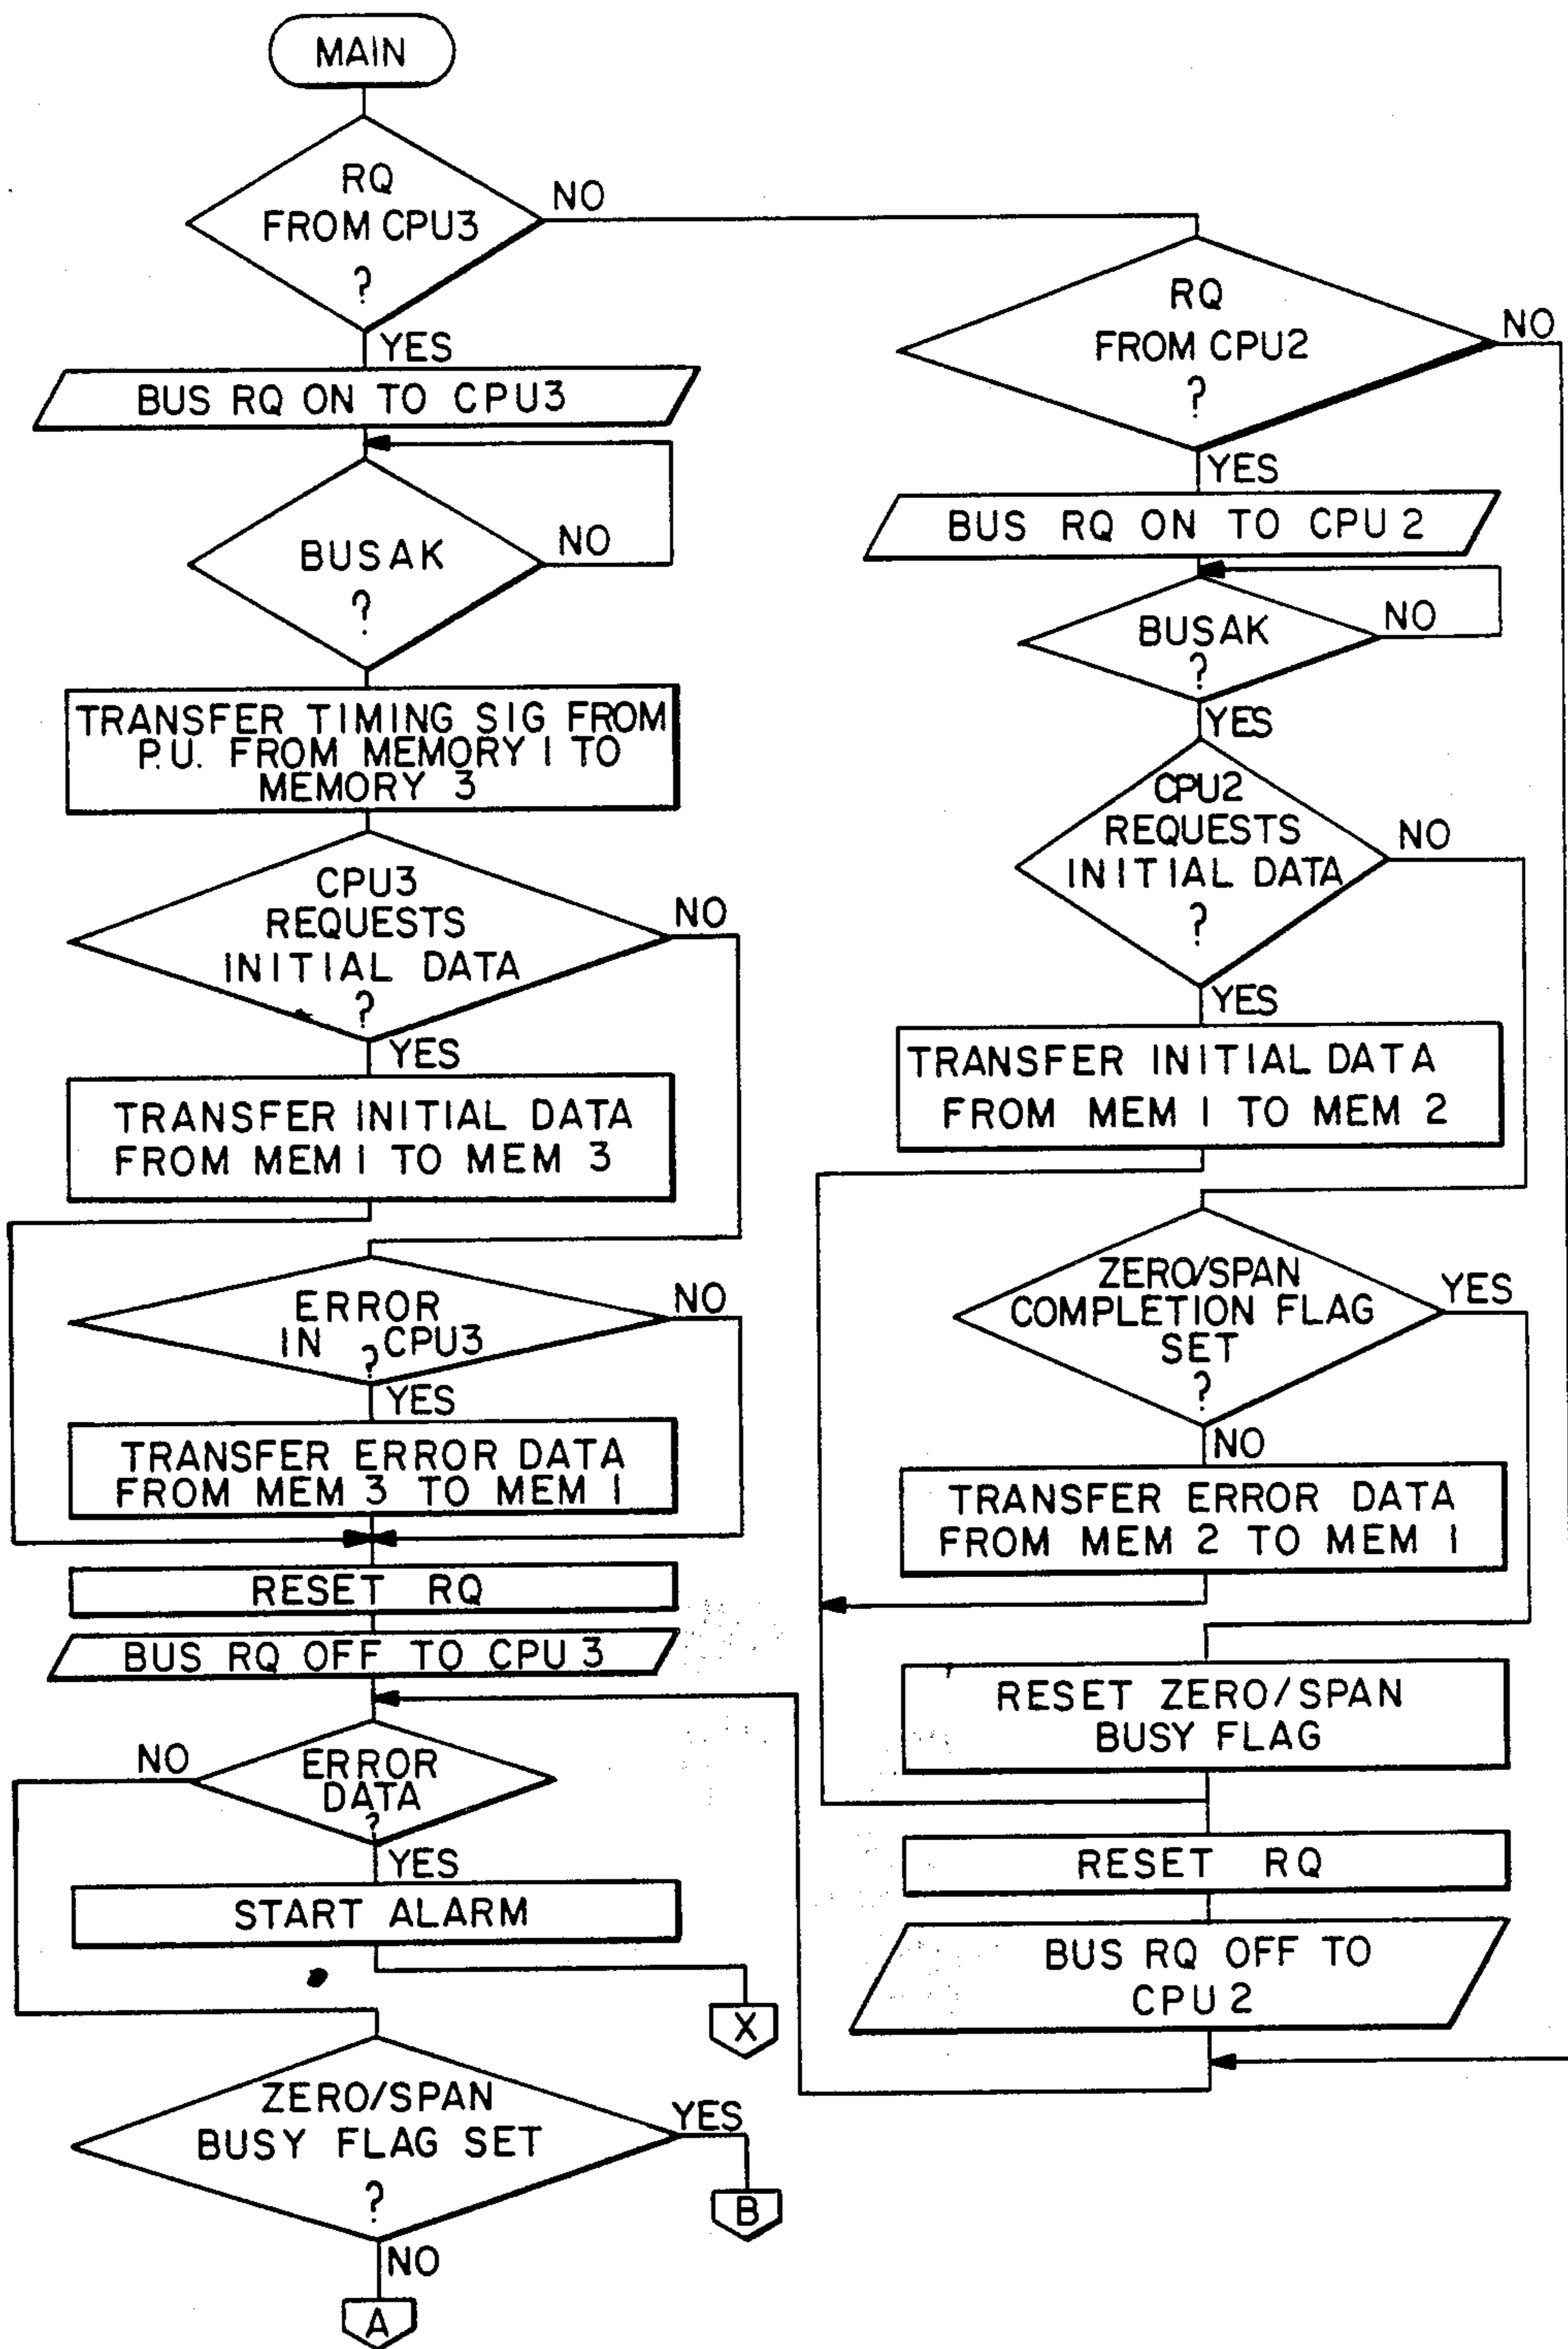 MAIN
RQ
FROM CPU3
?
NO
YES
BUS RQ ON TO CPU3
BUSAK
?
NO
TRANSFER TIMING SIG FROM
P.U. FROM MEMORY 1 TO
MEMORY 3
CPU3
REQUESTS
INITIAL DATA
?
NO
YES
TRANSFER INITIAL DATA
FROM MEM 1 TO MEM 3
ERROR
IN CPU3
?
NO
YES
TRANSFER ERROR DATA
FROM MEM 3 TO MEM 1
RESET RQ
BUS RQ OFF TO CPU 3
ERROR
DATA
?
NO
YES
START ALARM
X
ZERO/SPAN
BUSY FLAG SET
?
YES
B
NO
A
RQ
FROM CPU2
?
NO
YES
BUS RQ ON TO CPU 2
BUSAK
?
NO
YES
CPU2
REQUESTS
INITIAL DATA
?
NO
YES
TRANSFER INITIAL DATA
FROM MEM 1 TO MEM 2
ZERO/SPAN
COMPLETION FLAG
SET
?
YES
NO
TRANSFER ERROR DATA
FROM MEM 2 TO MEM 1
RESET ZERO/SPAN
BUSY FLAG
RESET RQ
BUS RQ OFF TO
CPU 2